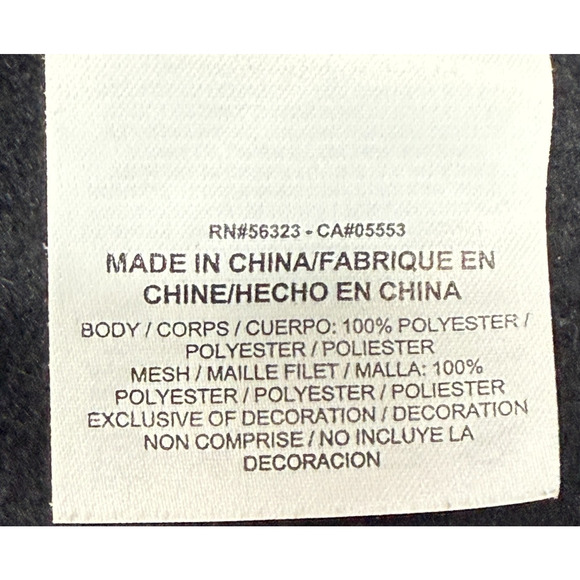 RN#56323 - CA#05553
MADE IN CHINA/FABRIQUE EN
CHINE/HECHO EN CHINA
BODY / CORPS / CUERPO: 100% POLYESTER /
POLYESTER / POLIESTER
MESH / MAILLE FILET / MALLA: 100%
POLYESTER / POLYESTER / POLIESTER
EXCLUSIVE OF DECORATION / DECORATION
NON COMPRISE / NO INCLUYE LA
DECORACION